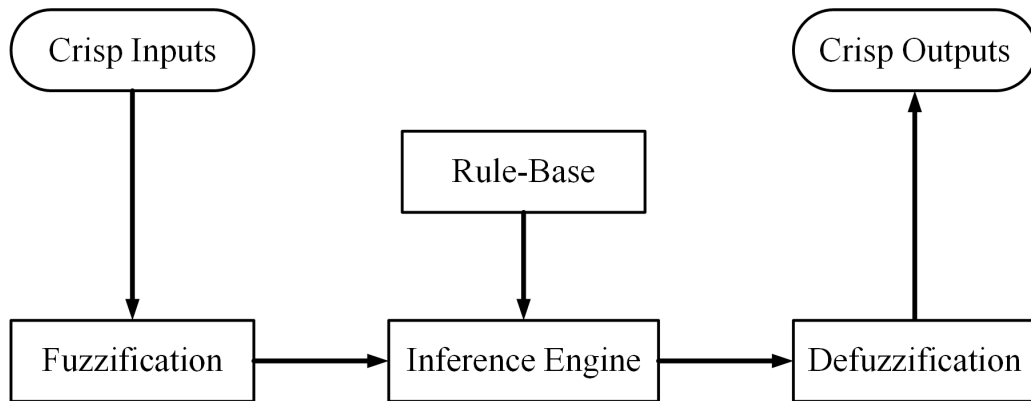 Crisp Inputs
Crisp Outputs
Rule-Base
Fuzzification
Inference Engine
Defuzzification